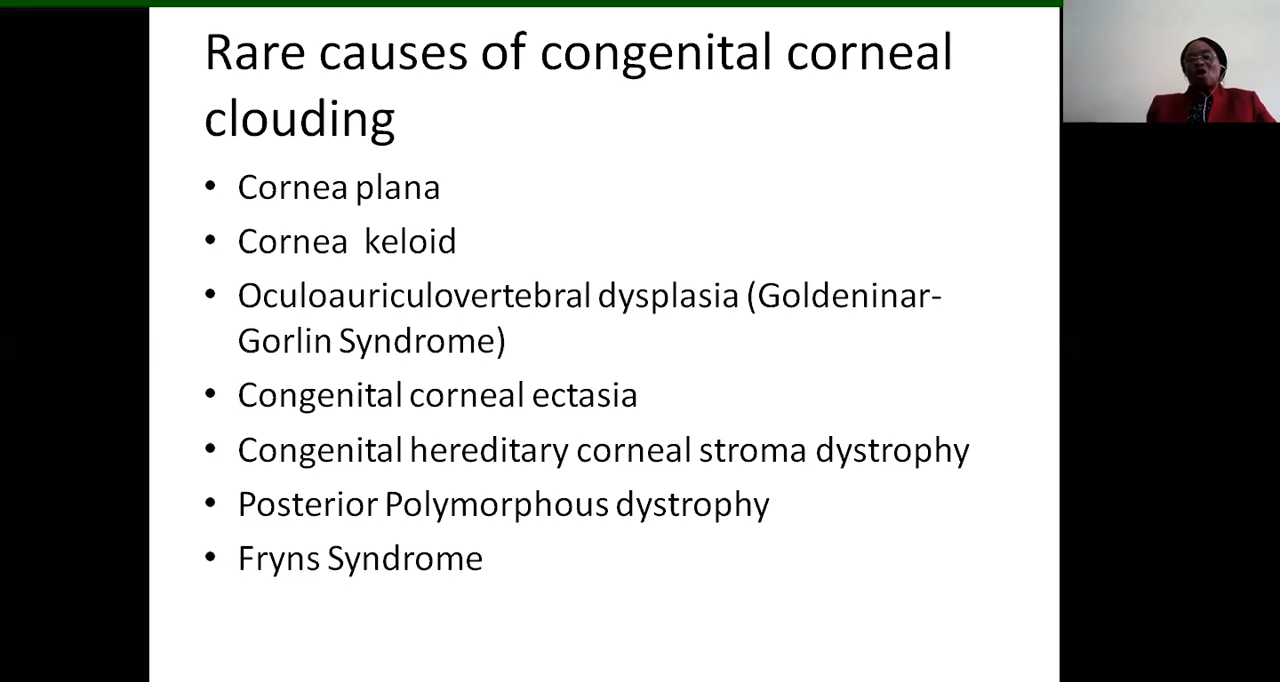 Rare causes of congenital corneal
clouding
• Cornea plana
• Cornea keloid
• Oculoauriculovertebral dysplasia (Goldeninar-
Gorlin Syndrome)
• Congenital corneal ectasia
• Congenital hereditary corneal stroma dystrophy
• Posterior Polymorphous dystrophy
• Fryns Syndrome